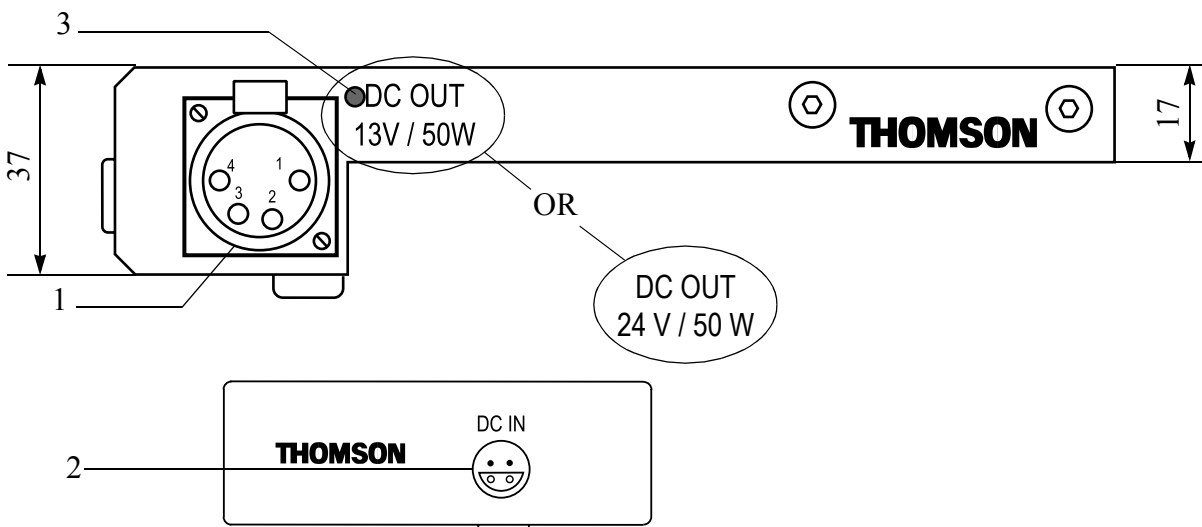 3
DC OUT
13V / 50W
THOMSON
17
37
4
1
3
2
OR
1
DC OUT
24 V / 50 W
DC IN
THOMSON
2